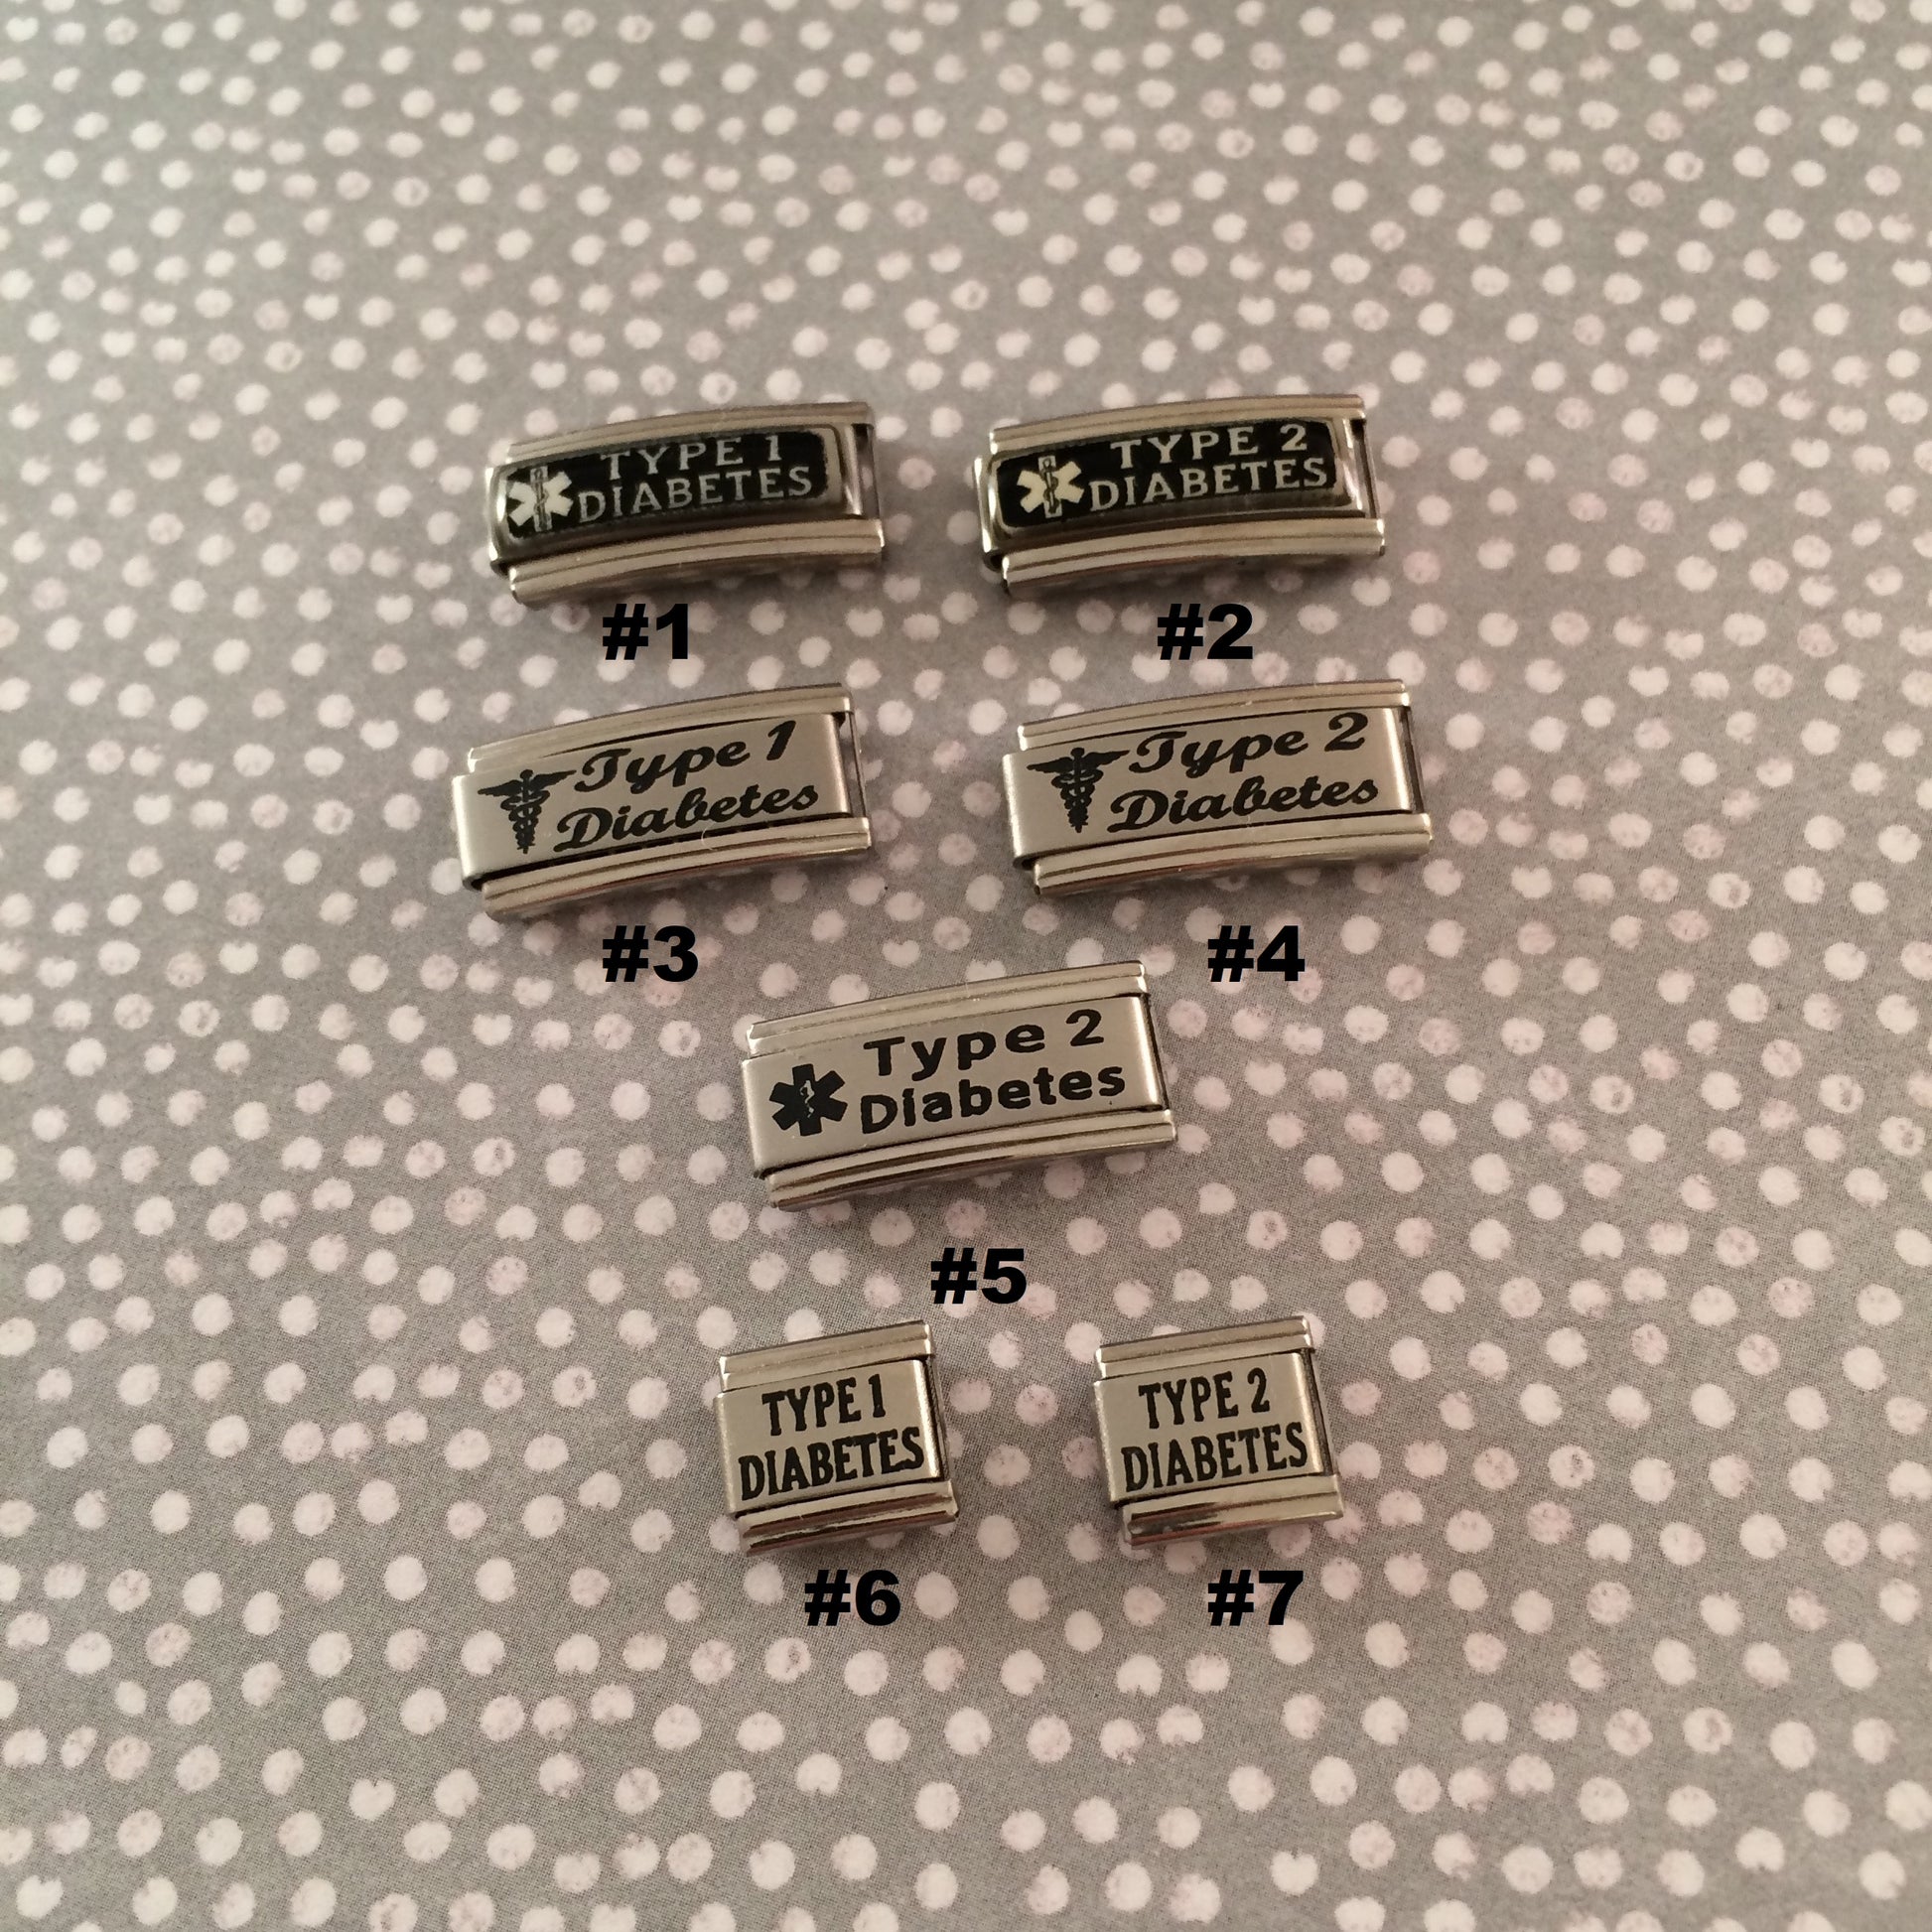 TYPE 1
DIABETES
TYPE 2
DIABETES
#1
#2
Type 1
Diabetes
Type 2
Diabetes
#3
#4
Type 2
Diabetes
#5
TYPE 1
DIABETES
TYPE 2
DIABETES
#6
#7